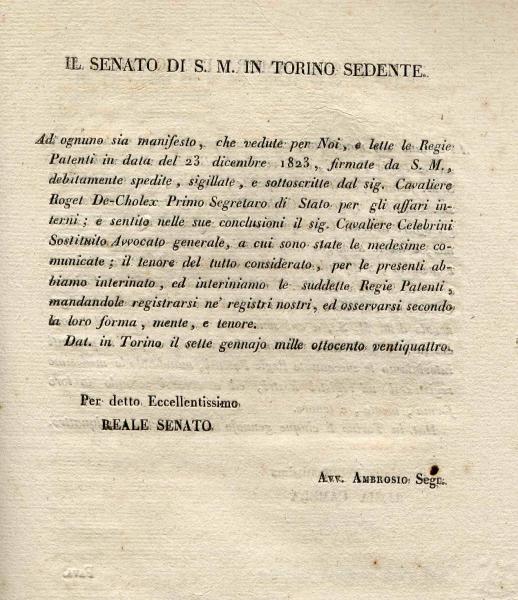 IL SENATO DI S. M. IN TORINO SEDENTE.
Ad ognuno sia manifesto, che vedute per Noi, e lette le Regie
Patenti in data del 23 dicembre 1823, firmate da S. M.,
debitamente spedite, sigillate, e sottoscritte dal sig. Cavaliere
Roget De-Cholex Primo Segretaro di Stato per gli affari in-
terni; e sentito nelle sue conclusioni il sig. Cavaliere Celebrini
Sostituito Avvocato generale, a cui sono state le medesime co-
municate; il tenore del tutto considerato, per le presenti ab-
biamo interinato, ed interiniamo le suddette Regie Patenti,
mandandole registrarsi ne' registri nostri, ed osservarsi secondo
la loro forma, mente, e tenore.
Dat. in Torino il sette gennajo mille ottocento ventiquattro.
Per detto Eccellentissimo
REALE SENATO
Avv. Ambrosio Segr.